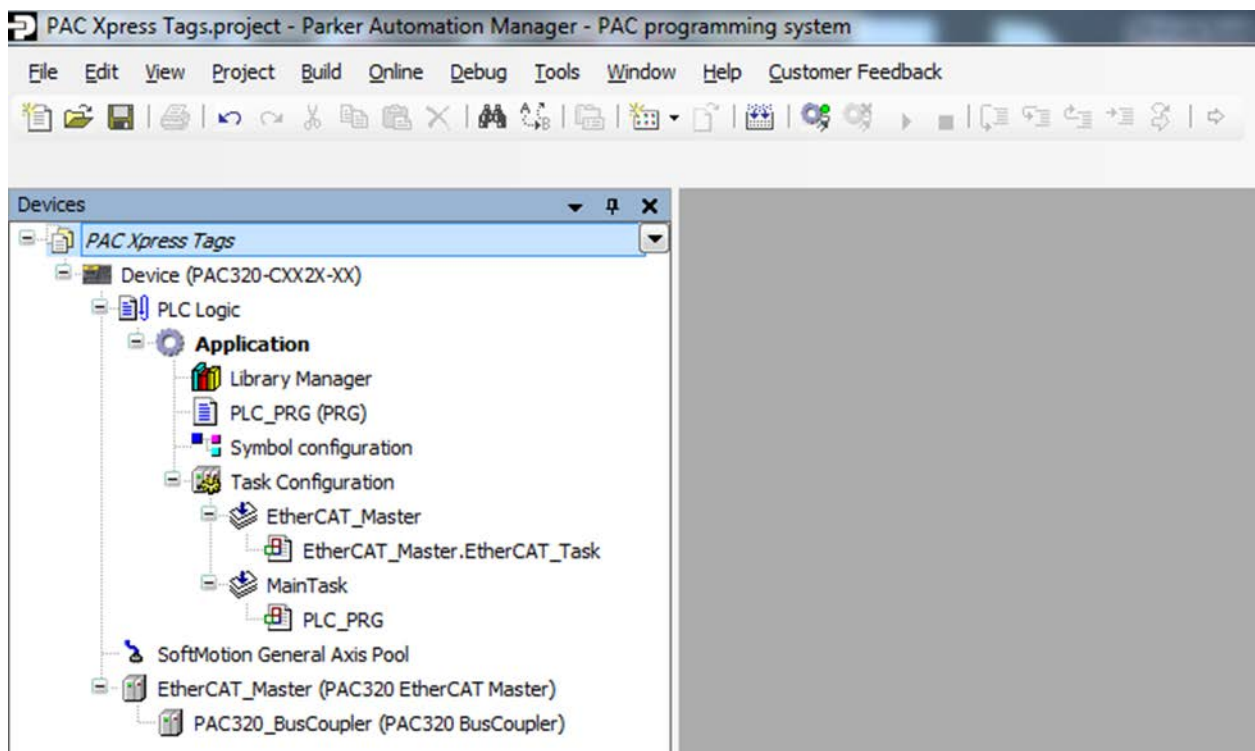 PAC Xpress Tags.project - Parker Automation Manager - PAC programming system
File Edit View Project Build Online Debug Tools Window Help Customer Feedback
Devices
PAC Xpress Tags
Device (PAC320-CXX2X-XX)
PLC Logic
Application
Library Manager
PLC_PRG (PRG)
Symbol configuration
Task Configuration
EtherCAT_Master
EtherCAT_Master.EtherCAT_Task
MainTask
PLC_PRG
SoftMotion General Axis Pool
EtherCAT_Master (PAC320 EtherCAT Master)
PAC320_BusCoupler (PAC320 BusCoupler)